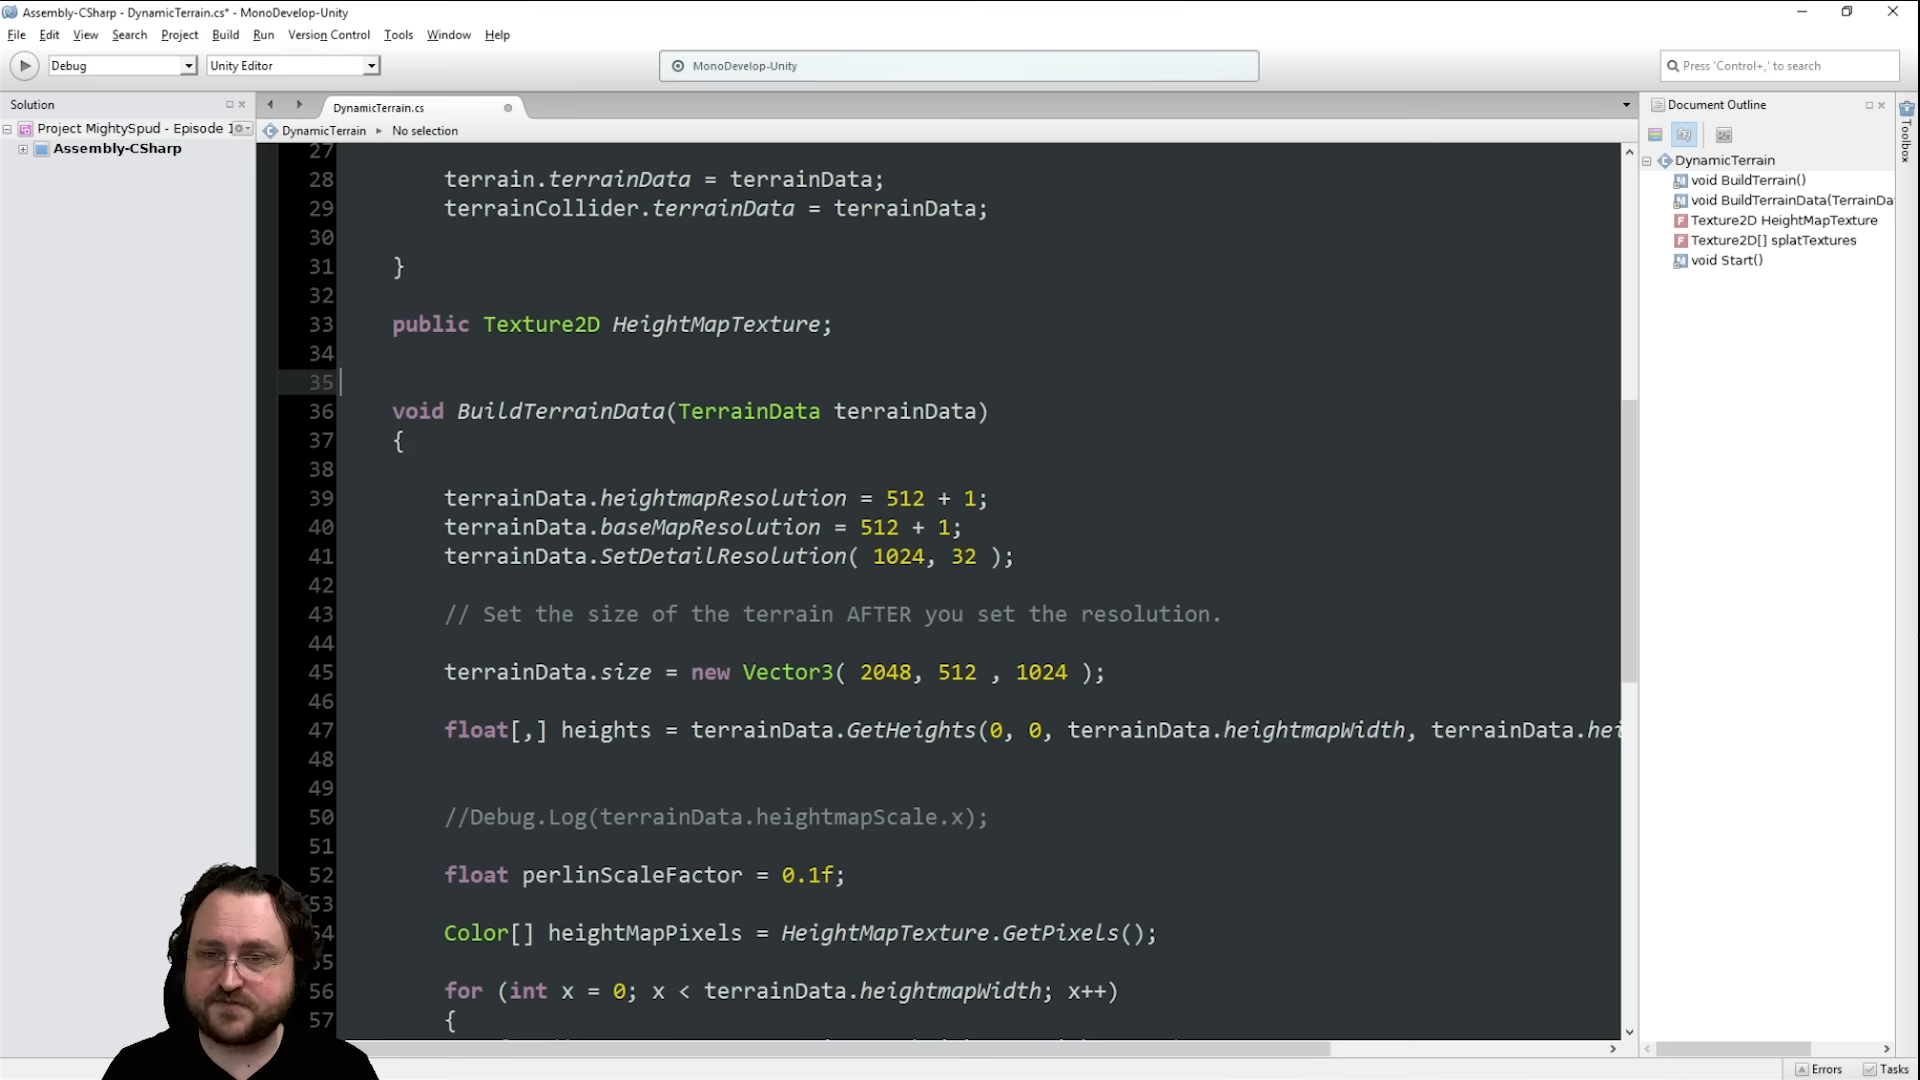 Assembly-CSharp - DynamicTerrain.cs* - MonoDevelop-Unity
File Edit View Search Project Build Run Version Control Tools Window Help
Debug Unity Editor MonoDevelop-Unity Press 'Control+,' to search
Solution
Project MightySpud - Episode 1
Assembly-CSharp
DynamicTerrain.cs
DynamicTerrain No selection
27
28 terrain.terrainData = terrainData;
29 terrainCollider.terrainData = terrainData;
30
31 }
32
33 public Texture2D HeightMapTexture;
34
35
36 void BuildTerrainData(TerrainData terrainData)
37 {
38
39 terrainData.heightmapResolution = 512 + 1;
40 terrainData.baseMapResolution = 512 + 1;
41 terrainData.SetDetailResolution( 1024, 32 );
42
43 // Set the size of the terrain AFTER you set the resolution.
44
45 terrainData.size = new Vector3( 2048, 512 , 1024 );
46
47 float[,] heights = terrainData.GetHeights(0, 0, terrainData.heightmapWidth, terrainData.hei
48
49
50 //Debug.Log(terrainData.heightmapScale.x);
51
52 float perlinScaleFactor = 0.1f;
53
54 Color[] heightMapPixels = HeightMapTexture.GetPixels();
55
56 for (int x = 0; x < terrainData.heightmapWidth; x++)
57 {
Document Outline
DynamicTerrain
void BuildTerrain()
void BuildTerrainData(TerrainDa
Texture2D HeightMapTexture
Texture2D[] splatTextures
void Start()
Toolbox
Errors Tasks